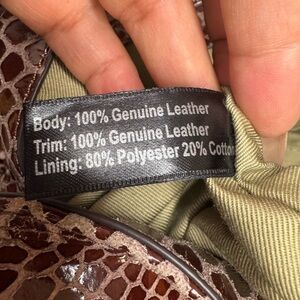 Body: 100% Genuine Leather
Trim: 100% Genuine Leather
Lining: 80% Polyester 20% Cotton